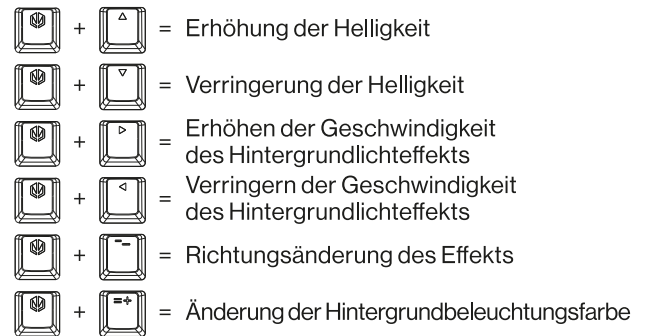 + △ = Erhöhung der Helligkeit
+ ▽ = Verringerung der Helligkeit
+ ▷ = Erhöhen der Geschwindigkeit
des Hintergrundlichteffekts
+ ◁ = Verringern der Geschwindigkeit
des Hintergrundlichteffekts
+ -_ = Richtungsänderung des Effekts
+ =+ = Änderung der Hintergrundbeleuchtungsfarbe